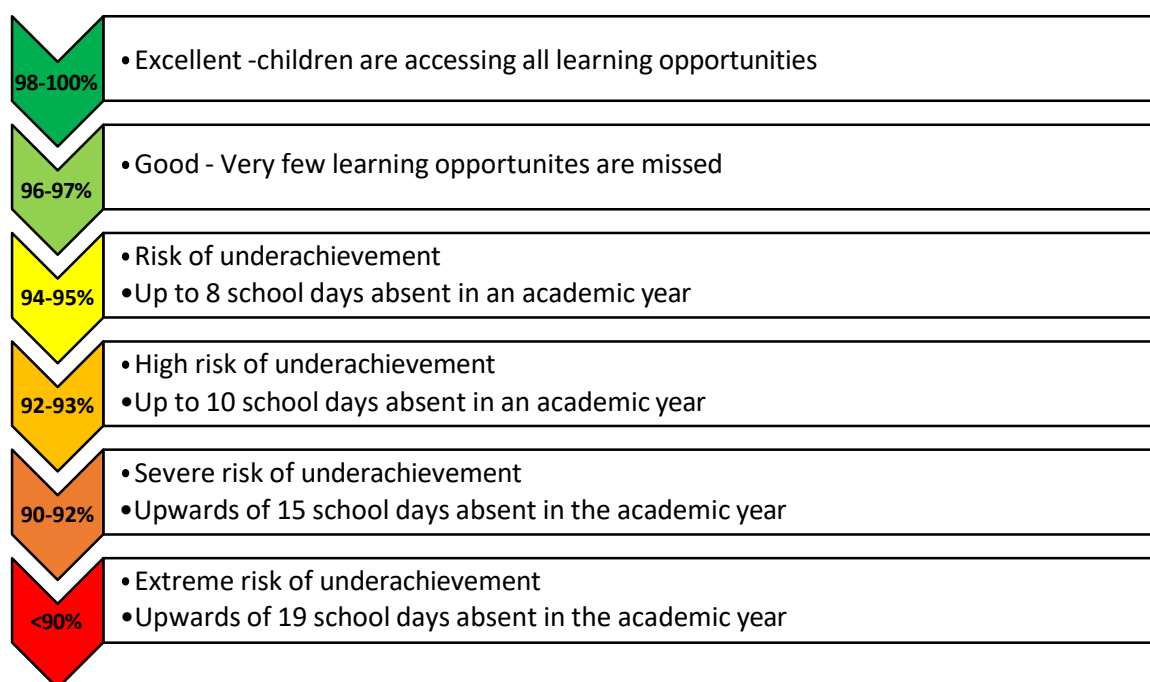 98-100%
•Excellent -children are accessing all learning opportunities
96-97%
•Good - Very few learning opportunites are missed
94-95%
•Risk of underachievement
•Up to 8 school days absent in an academic year
92-93%
•High risk of underachievement
•Up to 10 school days absent in an academic year
90-92%
•Severe risk of underachievement
•Upwards of 15 school days absent in the academic year
<90%
•Extreme risk of underachievement
•Upwards of 19 school days absent in the academic year